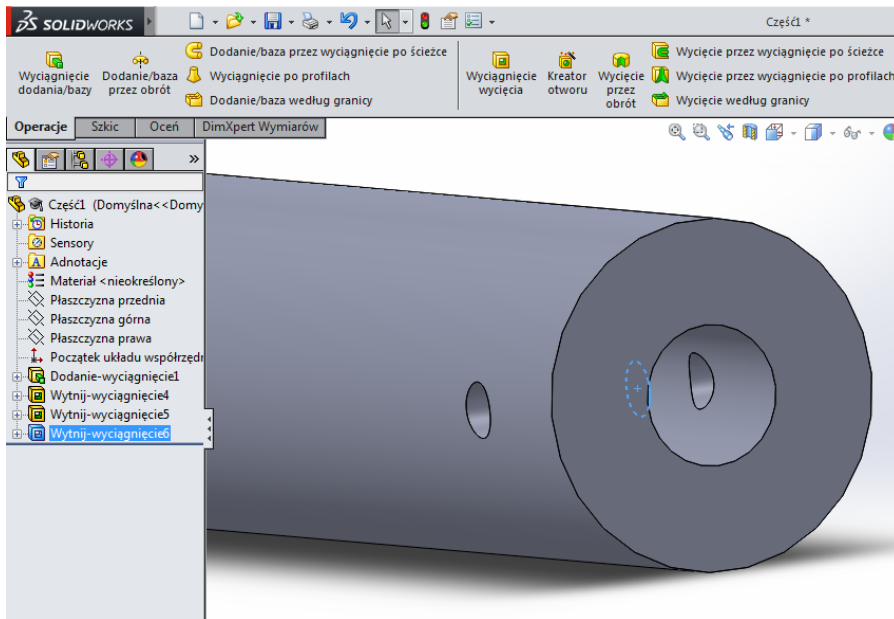 SOLIDWORKS
Część1 *
Wyciągnięcie dodania/bazy
Dodanie/baza przez obrót
Dodanie/baza przez wyciągnięcie po ścieżce
Wyciągnięcie po profilach
Dodanie/baza według granicy
Wyciągnięcie wycięcia
Kreator otworu
Wycięcie przez obrót
Wycięcie przez wyciągnięcie po ścieżce
Wycięcie przez wyciągnięcie po profilach
Wycięcie według granicy
Operacje
Szkic
Oceń
DimXpert Wymiarów
Część1 (Domyślna<<Domy
Historia
Sensory
Adnotacje
Materiał <nieokreślony>
Płaszczyzna przednia
Płaszczyzna górna
Płaszczyzna prawa
Początek układu współrzędr
Dodanie-wyciągnięcie1
Wytnij-wyciągnięcie4
Wytnij-wyciągnięcie5
Wytnij-wyciągnięcie6